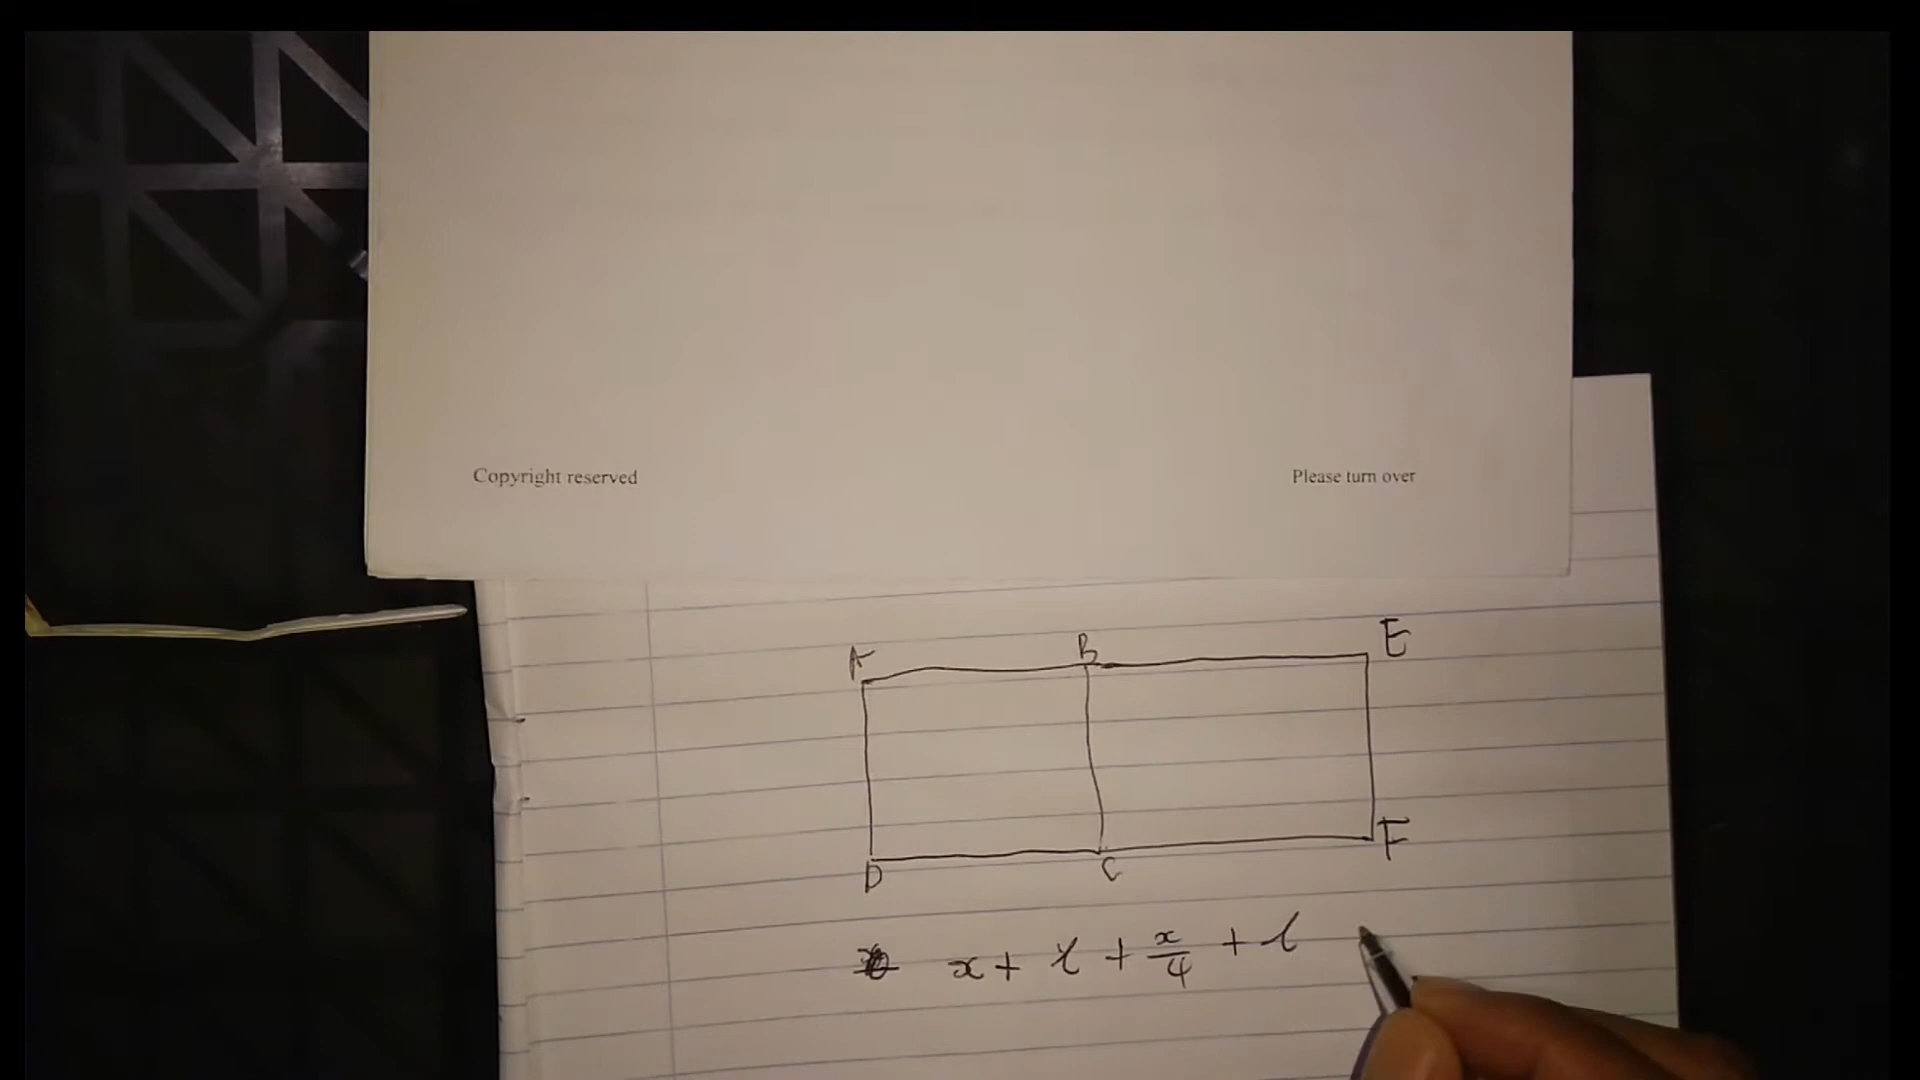 Copyright reserved Please turn over
A B E
D C F
x + l + x/4 + l